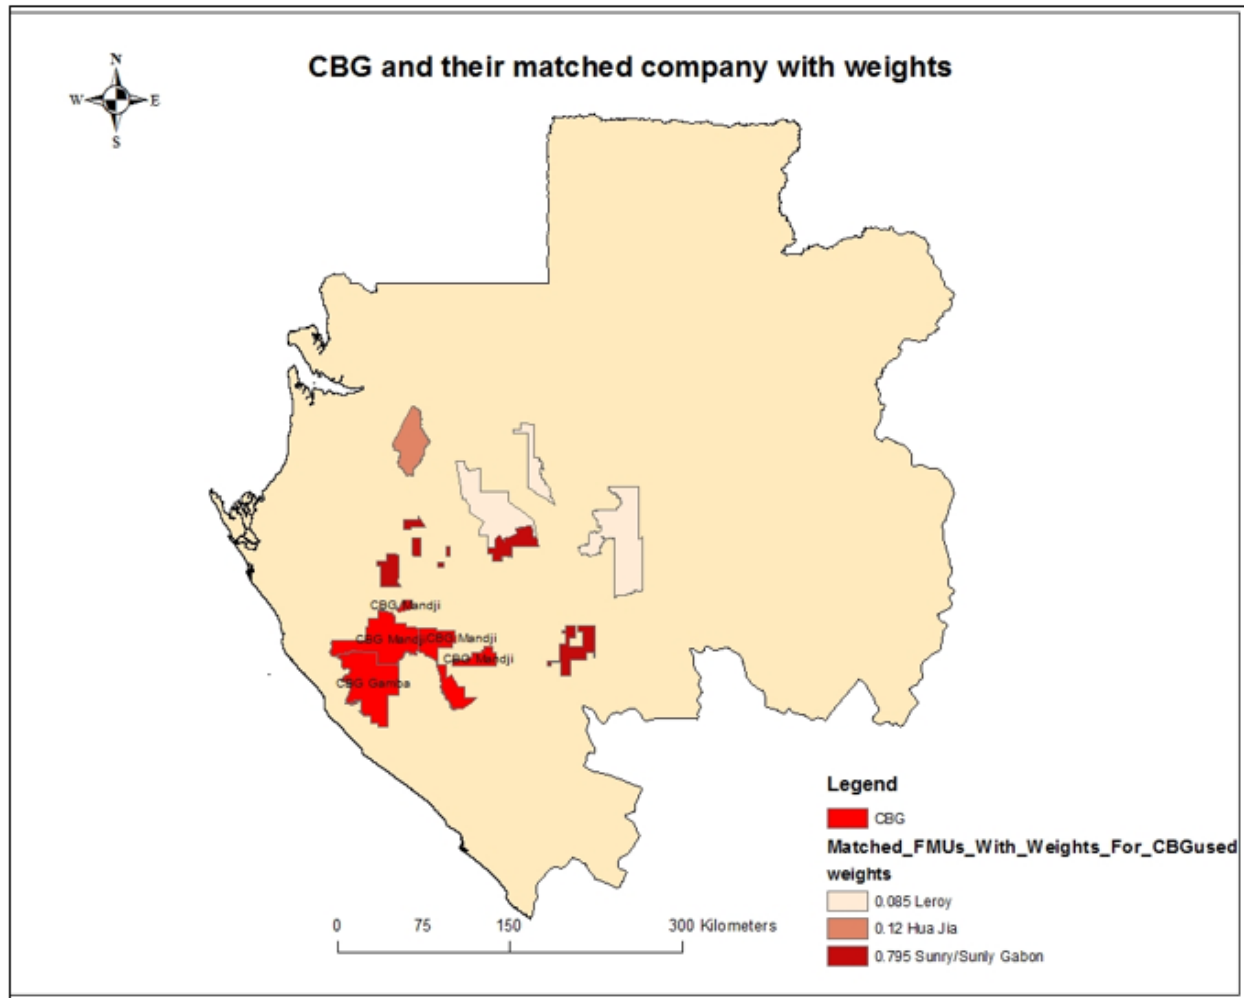 CBG and their matched company with weights
N
W E
S
CBG Mandji
CBG Mandji CBG Mandji
CBG Mandji
CBG Gamba
Legend
CBG
Matched_FMUs_With_Weights_For_CBGused
weights
0.085 Leroy
0.12 Hua Jia
0.795 Sunry/Sunly Gabon
0 75 150 300 Kilometers